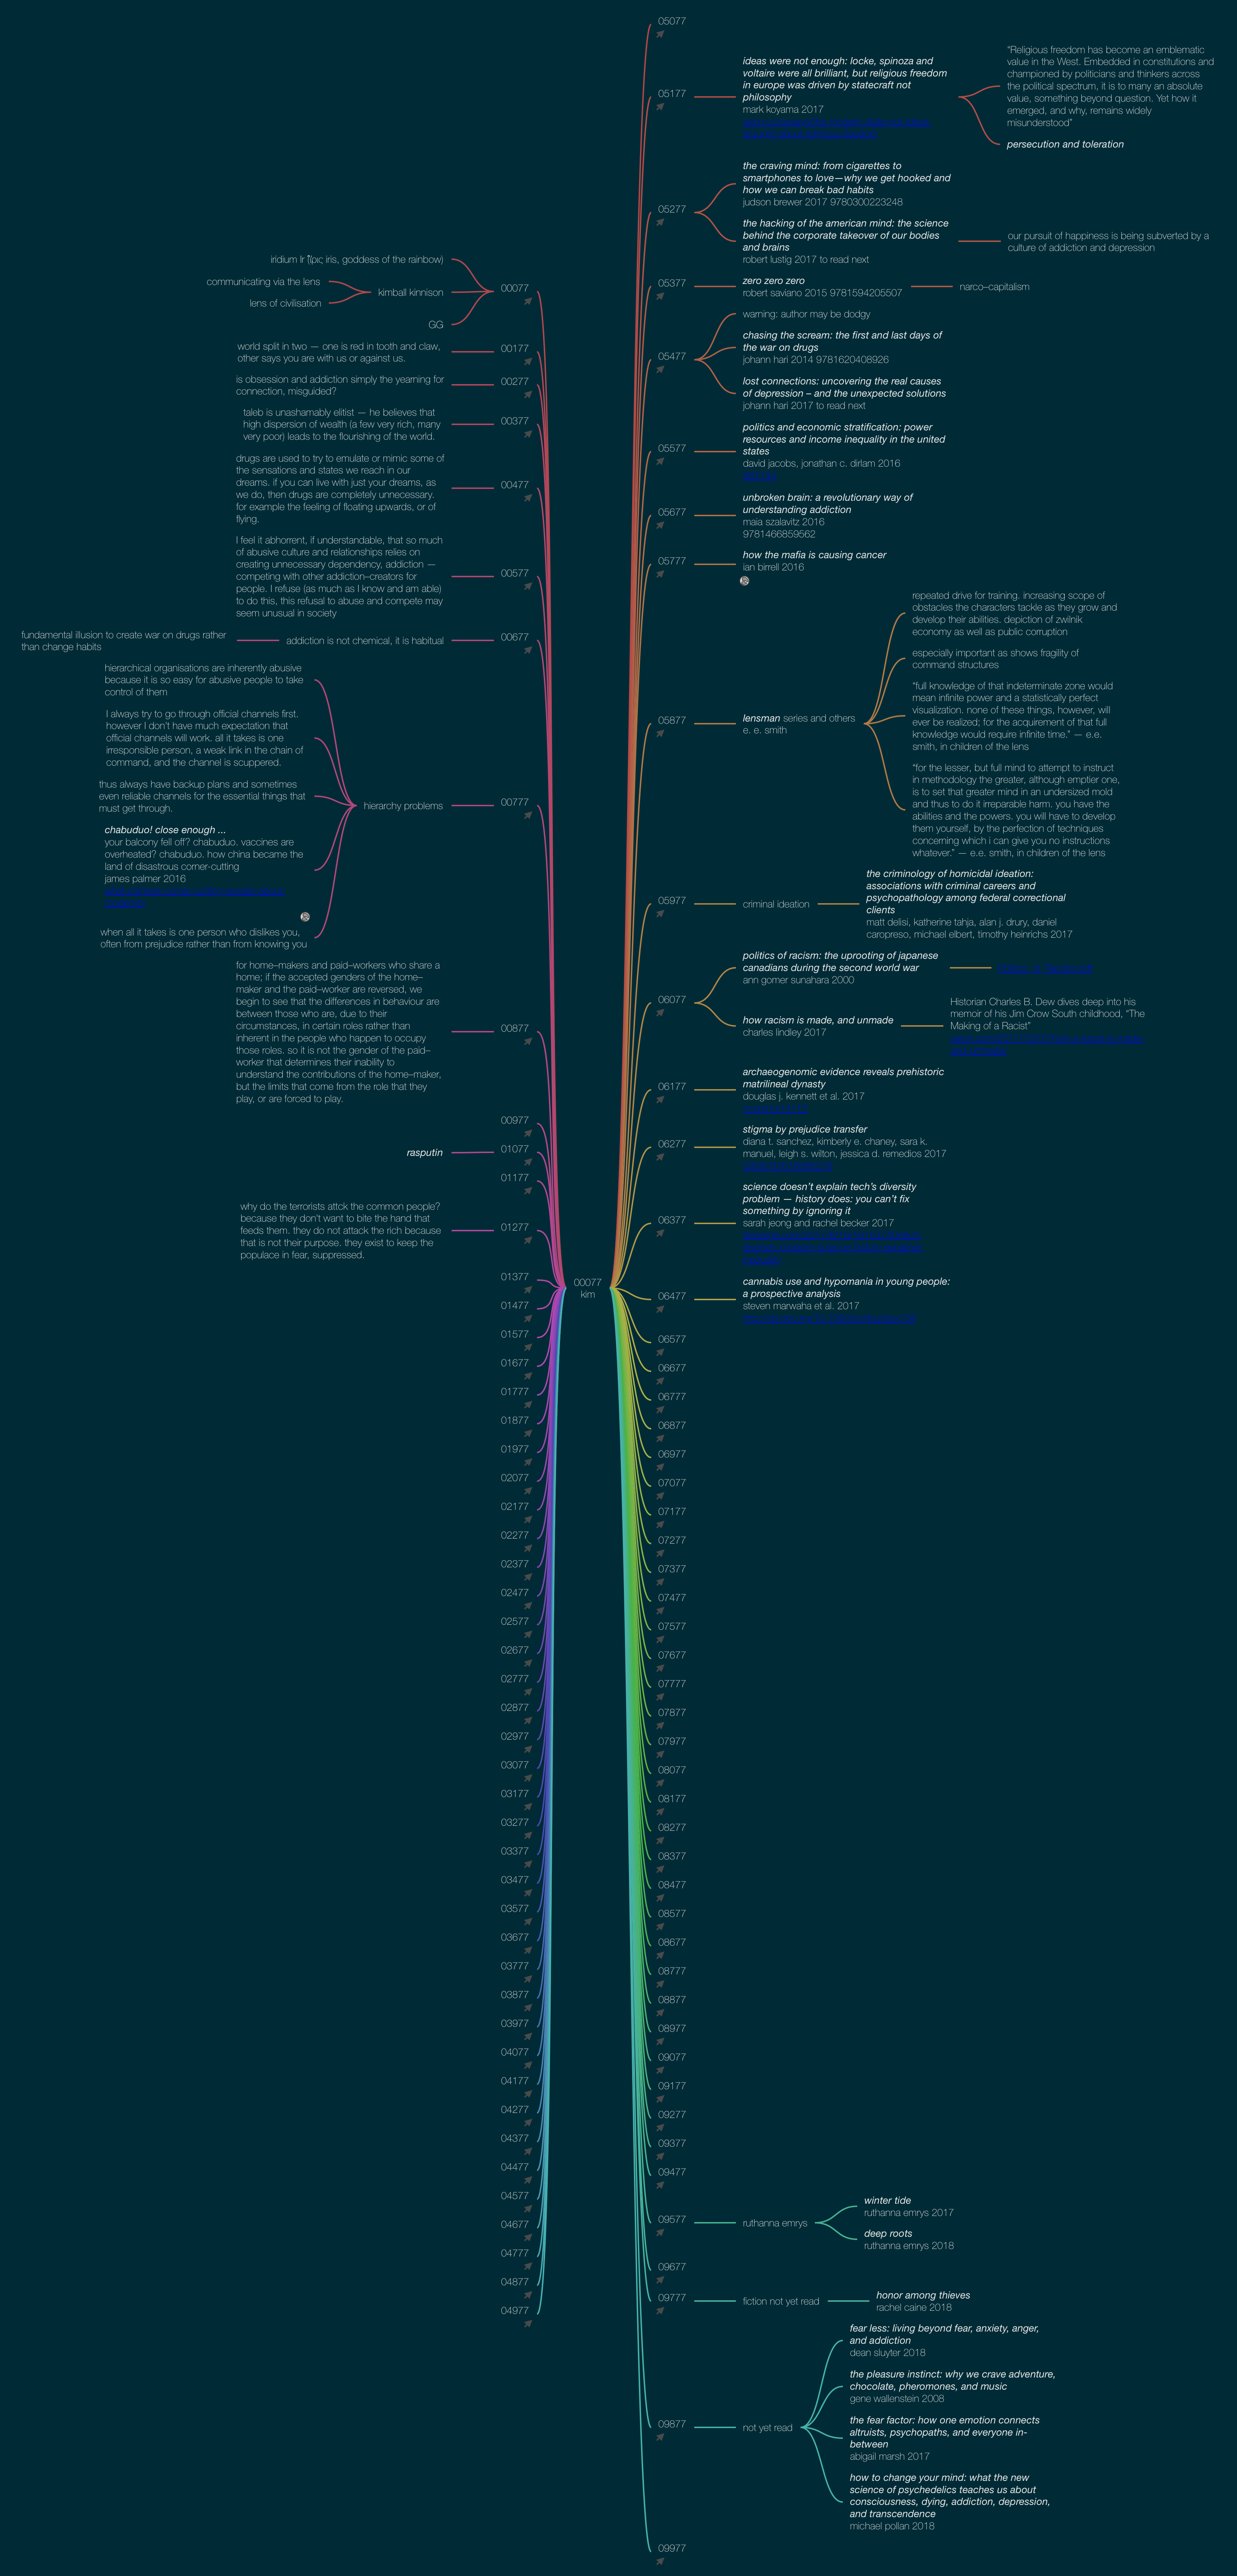 00077
kim
iridium Ir
iris, goddess of the rainbow)
communicating via the lens
lens of civilisation
kimball kinnison
GG
00077
world split in two — one is red in tooth and claw,
other says you are with us or against us.
00177
is obsession and addiction simply the yearning for
connection, misguided?
00277
taleb is unashamably elitist — he believes that
high dispersion of wealth (a few very rich, many
very poor) leads to the flourishing of the world.
00377
drugs are used to try to emulate or mimic some of
the sensations and states we reach in our
dreams. if you can live with just your dreams, as
we do, then drugs are completely unnecessary.
for example the feeling of floating upwards, or of
flying.
00477
I feel it abhorrent, if understandable, that so much
of abusive culture and relationships relies on
creating unnecessary dependency, addiction —
competing with other addiction–creators for
people. I refuse (as much as I know and am able)
to do this, this refusal to abuse and compete may
seem unusual in society
00577
fundamental illusion to create war on drugs rather
than change habits
addiction is not chemical, it is habitual
00677
hierarchical organisations are inherently abusive
because it is so easy for abusive people to take
control of them
I always try to go through official channels first.
however I don't have much expectation that
official channels will work. all it takes is one
irresponsible person, a weak link in the chain of
command, and the channel is scuppered.
thus always have backup plans and sometimes
even reliable channels for the essential things that
must get through.
chabuduo! close enough ...
your balcony fell off? chabuduo. vaccines are
overheated? chabuduo. how china became the
land of disastrous corner-cutting
james palmer 2016
when all it takes is one person who dislikes you,
often from prejudice rather than from knowing you
hierarchy problems
00777
for home–makers and paid–workers who share a
home; if the accepted genders of the home–
maker and the paid–worker are reversed, we
begin to see that the differences in behaviour are
between those who are, due to their
circumstances, in certain roles rather than
inherent in the people who happen to occupy
those roles. so it is not the gender of the paid–
worker that determines their inability to
understand the contributions of the home–maker,
but the limits that come from the role that they
play, or are forced to play.
00877
00977
rasputin
01077
01177
why do the terrorists attck the common people?
because they don't want to bite the hand that
feeds them. they do not attack the rich because
that is not their purpose. they exist to keep the
populace in fear, suppressed.
01277
01377
01477
01577
01677
01777
01877
01977
02077
02177
02277
02377
02477
02577
02677
02777
02877
02977
03077
03177
03277
03377
03477
03577
03677
03777
03877
03977
04077
04177
04277
04377
04477
04577
04677
04777
04877
04977
05077
05177
ideas were not enough: locke, spinoza and
voltaire were all brilliant, but religious freedom
in europe was driven by statecraft not
philosophy
mark koyama 2017
"Religious freedom has become an emblematic
value in the West. Embedded in constitutions and
championed by politicians and thinkers across
the political spectrum, it is to many an absolute
value, something beyond question. Yet how it
emerged, and why, remains widely
misunderstood"
persecution and toleration
05277
the craving mind: from cigarettes to
smartphones to love—why we get hooked and
how we can break bad habits
judson brewer 2017 9780300223248
the hacking of the american mind: the science
behind the corporate takeover of our bodies
and brains
robert lustig 2017 to read next
our pursuit of happiness is being subverted by a
culture of addiction and depression
05377
zero zero zero
robert saviano 2015 9781594205507
narco–capitalism
05477
warning: author may be dodgy
chasing the scream: the first and last days of
the war on drugs
johann hari 2014 9781620408926
lost connections: uncovering the real causes
of depression – and the unexpected solutions
johann hari 2017 to read next
05577
politics and economic stratification: power
resources and income inequality in the united
states
david jacobs, jonathan c. dirlam 2016
05677
unbroken brain: a revolutionary way of
understanding addiction
maia szalavitz 2016
9781466859562
05777
how the mafia is causing cancer
ian birrell 2016
05877
lensman series and others
e. e. smith
repeated drive for training. increasing scope of
obstacles the characters tackle as they grow and
develop their abilities. depiction of zwilnik
economy as well as public corruption
especially important as shows fragility of
command structures
"full knowledge of that indeterminate zone would
mean infinite power and a statistically perfect
visualization. none of these things, however, will
ever be realized; for the acquirement of that full
knowledge would require infinite time." — e.e.
smith, in children of the lens
"for the lesser, but full mind to attempt to instruct
in methodology the greater, although emptier one,
is to set that greater mind in an undersized mold
and thus to do it irreparable harm. you have the
abilities and the powers. you will have to develop
them yourself, by the perfection of techniques
concerning which i can give you no instructions
whatever." — e.e. smith, in children of the lens
05977
criminal ideation
the criminology of homicidal ideation:
associations with criminal careers and
psychopathology among federal correctional
clients
matt delisi, katherine tahja, alan j. drury, daniel
caropreso, michael elbert, timothy heinrichs 2017
06077
politics of racism: the uprooting of japanese
canadians during the second world war
ann gomer sunahara 2000
how racism is made, and unmade
charles lindley 2017
Historian Charles B. Dew dives deep into his
memoir of his Jim Crow South childhood, "The
Making of a Racist"
06177
archaeogenomic evidence reveals prehistoric
matrilineal dynasty
douglas j. kennett et al. 2017
06277
stigma by prejudice transfer
diana t. sanchez, kimberly e. chaney, sara k.
manuel, leigh s. wilton, jessica d. remedios 2017
06377
science doesn't explain tech's diversity
problem — history does: you can't fix
something by ignoring it
sarah jeong and rachel becker 2017
06477
cannabis use and hypomania in young people:
a prospective analysis
steven marwaha et al. 2017
06577
06677
06777
06877
06977
07077
07177
07277
07377
07477
07577
07677
07777
07877
07977
08077
08177
08277
08377
08477
08577
08677
08777
08877
08977
09077
09177
09277
09377
09477
09577
ruthanna emrys
winter tide
ruthanna emrys 2017
deep roots
ruthanna emrys 2018
09677
09777
fiction not yet read
honor among thieves
rachel caine 2018
09877
not yet read
fear less: living beyond fear, anxiety, anger,
and addiction
dean sluyter 2018
the pleasure instinct: why we crave adventure,
chocolate, pheromones, and music
gene wallenstein 2008
the fear factor: how one emotion connects
altruists, psychopaths, and everyone in-
between
abigail marsh 2017
how to change your mind: what the new
science of psychedelics teaches us about
consciousness, dying, addiction, depression,
and transcendence
michael pollan 2018
09977